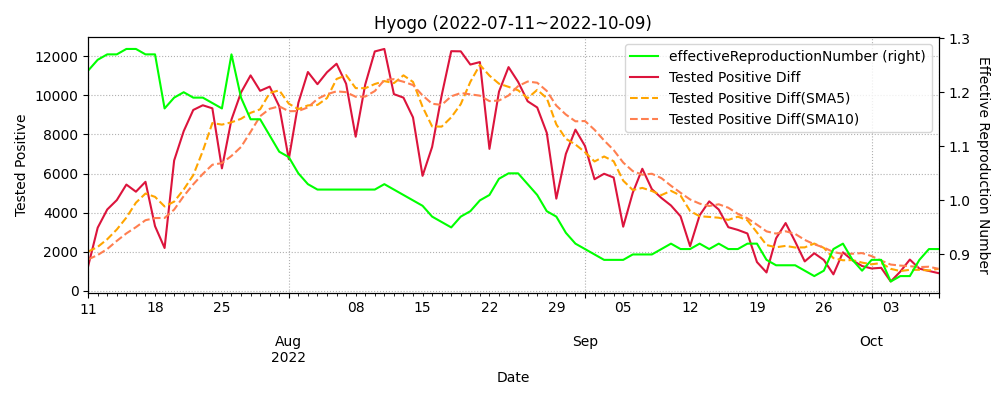 Hyogo (2022-07-11~2022-10-09)
effectiveReproductionNumber (right)
Tested Positive Diff
Tested Positive Diff(SMA5)
Tested Positive Diff(SMA10)
Tested Positive
12000
10000
8000
6000
4000
2000
0
1.3
1.2
1.1
1.0
0.9
Effective Reproduction Number
11 18 25 08 15 22 29 05 12 19 26 03
Aug Sep Oct
2022
Date